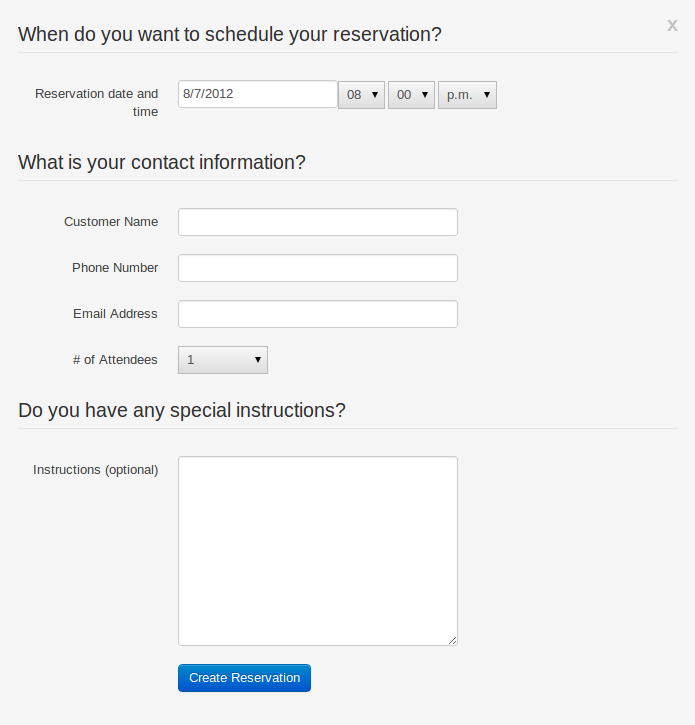 When do you want to schedule your reservation?
x
Reservation date and
time
8/7/2012 08 00 p.m.
What is your contact information?
Customer Name
Phone Number
Email Address
# of Attendees 1
Do you have any special instructions?
Instructions (optional)
Create Reservation